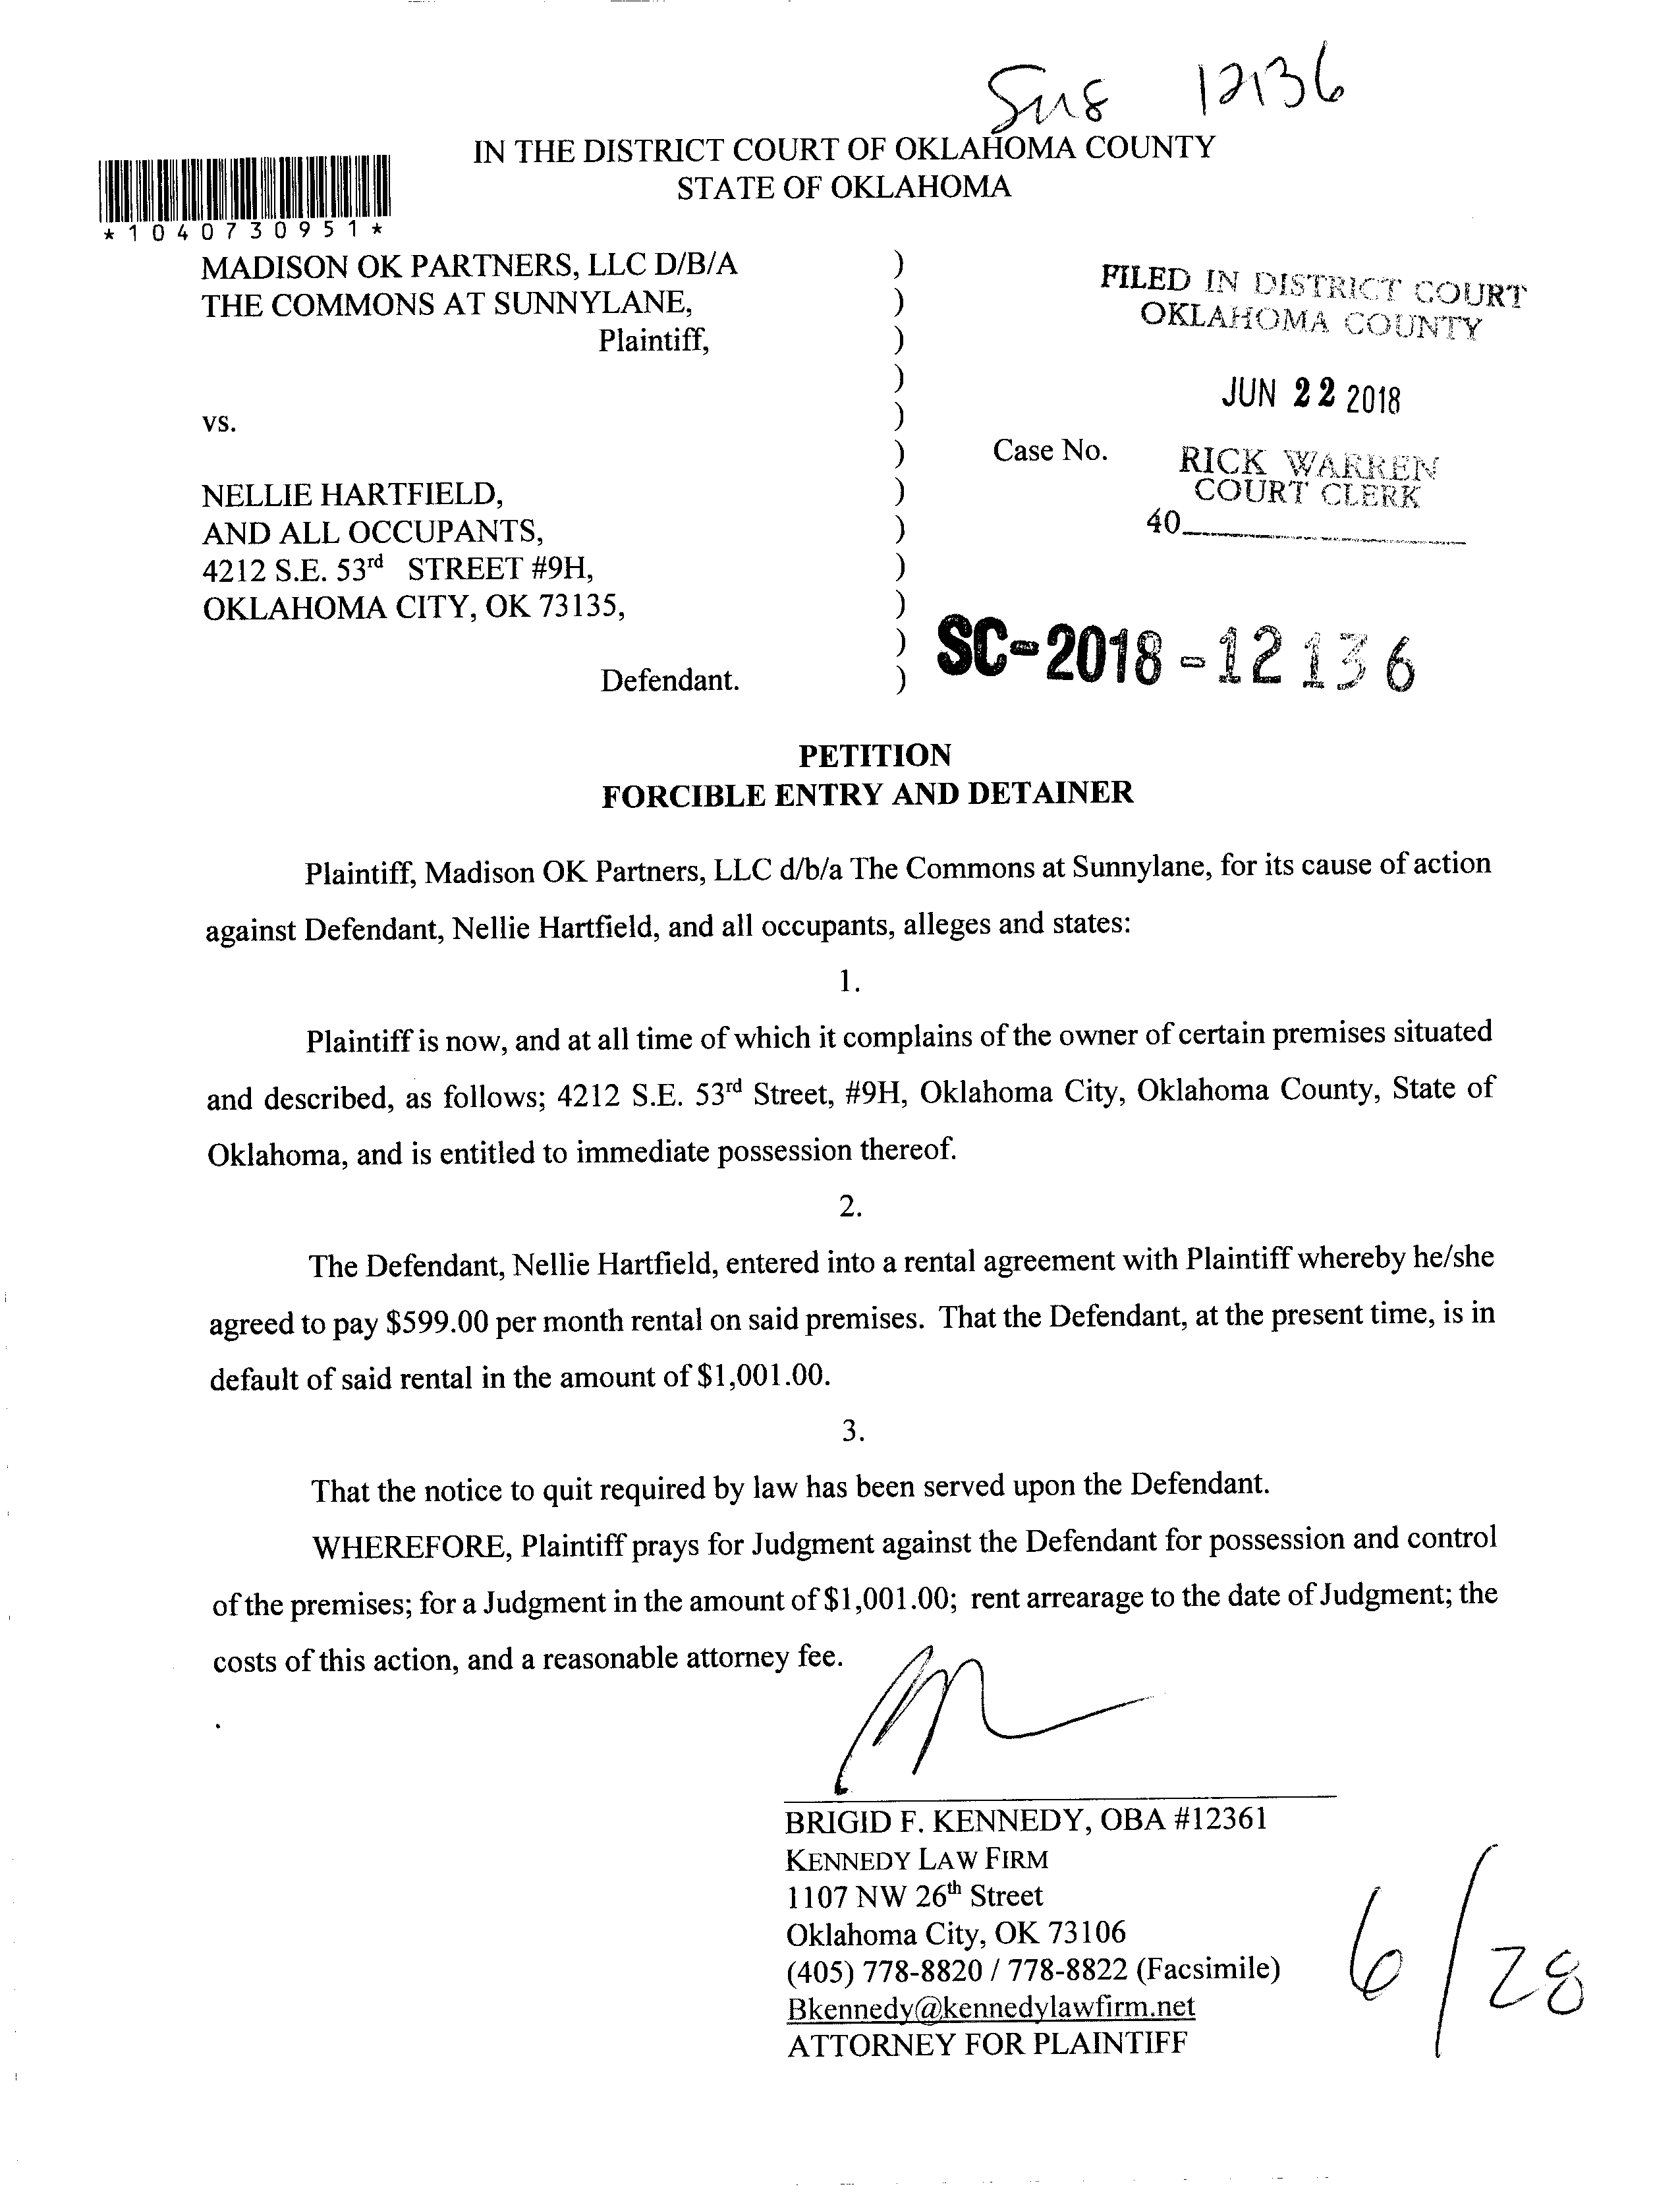 12136
IN THE DISTRICT COURT OF OKLAHOMA COUNTY
STATE OF OKLAHOMA
*1040730951*
MADISON OK PARTNERS, LLC D/B/A )
THE COMMONS AT SUNNYLANE, )
Plaintiff, )
)
vs. )
)
NELLIE HARTFIELD, )
AND ALL OCCUPANTS, )
4212 S.E. 53rd STREET #9H, )
OKLAHOMA CITY, OK 73135, )
)
Defendant. )
FILED IN DISTRICT COURT
OKLAHOMA COUNTY
JUN 22 2018
Case No.
RICK WARREN
COURT CLERK
40
SC-2018-12136
PETITION
FORCIBLE ENTRY AND DETAINER
Plaintiff, Madison OK Partners, LLC d/b/a The Commons at Sunnylane, for its cause of action
against Defendant, Nellie Hartfield, and all occupants, alleges and states:
1.
Plaintiff is now, and at all time of which it complains of the owner of certain premises situated
and described, as follows; 4212 S.E. 53rd Street, #9H, Oklahoma City, Oklahoma County, State of
Oklahoma, and is entitled to immediate possession thereof.
2.
The Defendant, Nellie Hartfield, entered into a rental agreement with Plaintiff whereby he/she
agreed to pay $599.00 per month rental on said premises. That the Defendant, at the present time, is in
default of said rental in the amount of $1,001.00.
3.
That the notice to quit required by law has been served upon the Defendant.
WHEREFORE, Plaintiff prays for Judgment against the Defendant for possession and control
of the premises; for a Judgment in the amount of $1,001.00; rent arrearage to the date of Judgment; the
costs of this action, and a reasonable attorney fee.
BRIGID F. KENNEDY, OBA #12361
KENNEDY LAW FIRM
1107 NW 26th Street
Oklahoma City, OK 73106
(405) 778-8820 / 778-8822 (Facsimile)
Bkennedy@kennedylawfirm.net
ATTORNEY FOR PLAINTIFF
6/28